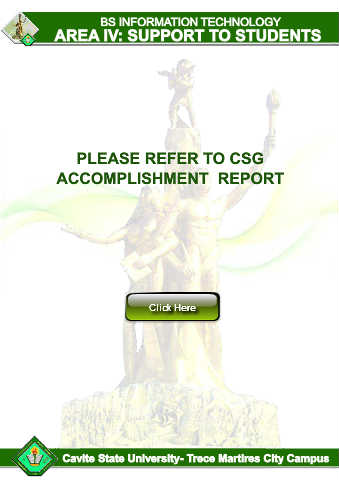 BS INFORMATION TECHNOLOGY
AREA IV: SUPPORT TO STUDENTS
PLEASE REFER TO CSG
ACCOMPLISHMENT REPORT
Click Here
Cavite State University- Trece Martires City Campus